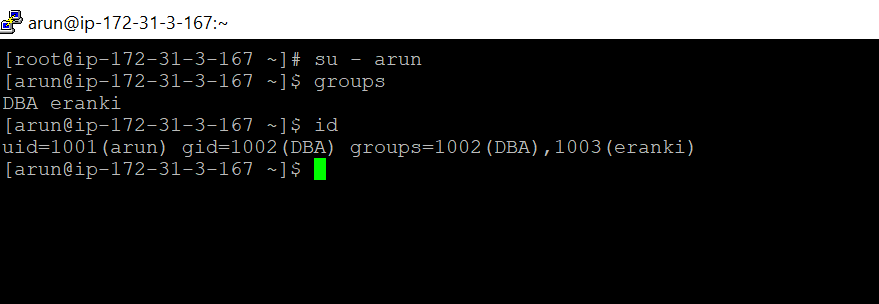 arun@ip-172-31-3-167:~
[root@ip-172-31-3-167 ~]# su - arun
[arun@ip-172-31-3-167 ~]$ groups
DBA eranki
[arun@ip-172-31-3-167 ~]$ id
uid=1001(arun) gid=1002(DBA) groups=1002(DBA),1003(eranki)
[arun@ip-172-31-3-167 ~]$